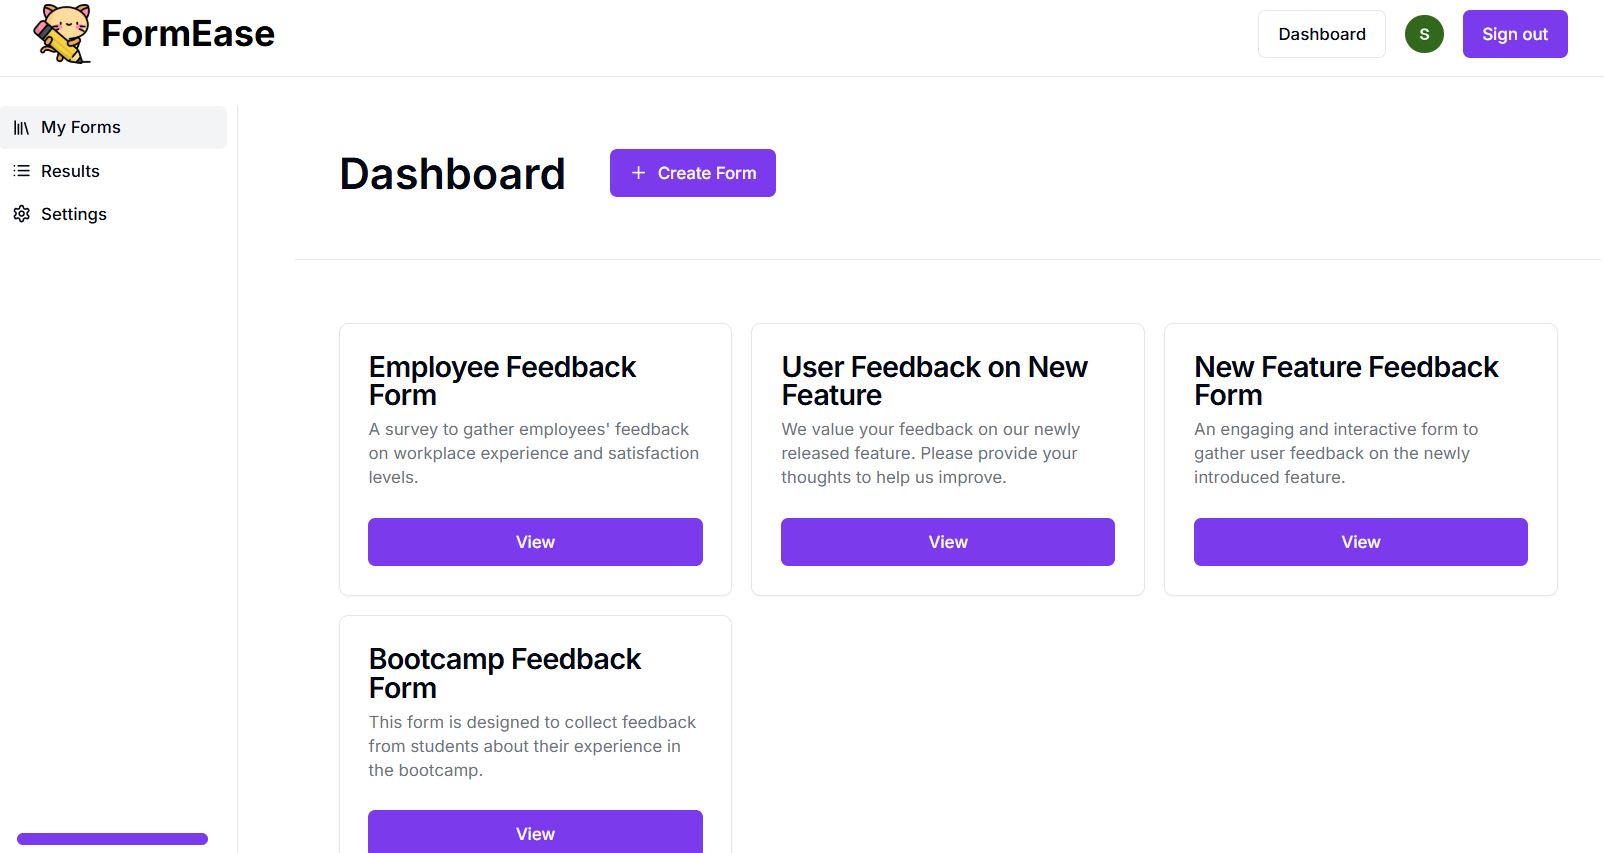 FormEase
Dashboard
S
Sign out
My Forms
Results
Settings
Dashboard
+ Create Form
Employee Feedback
Form
A survey to gather employees' feedback
on workplace experience and satisfaction
levels.
View
User Feedback on New
Feature
We value your feedback on our newly
released feature. Please provide your
thoughts to help us improve.
View
New Feature Feedback
Form
An engaging and interactive form to
gather user feedback on the newly
introduced feature.
View
Bootcamp Feedback
Form
This form is designed to collect feedback
from students about their experience in
the bootcamp.
View